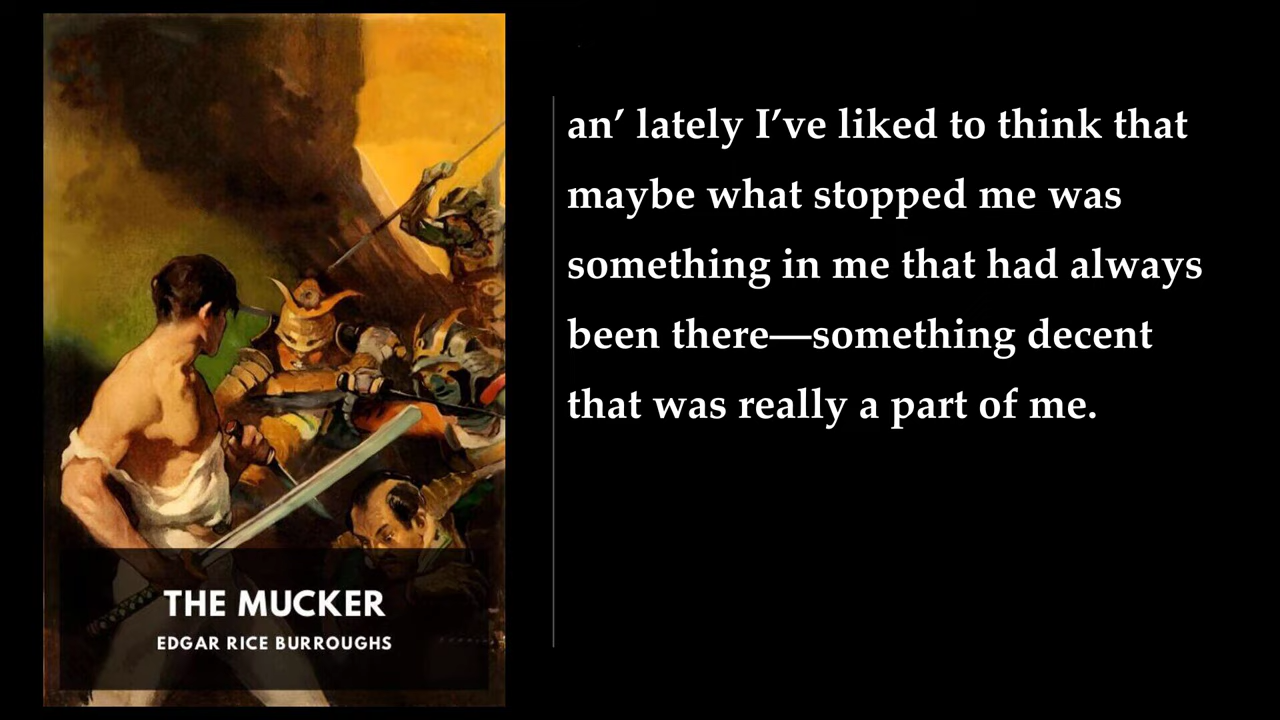 an’ lately I’ve liked to think that
maybe what stopped me was
something in me that had always
been there—something decent
that was really a part of me.
THE MUCKER
EDGAR RICE BURROUGHS